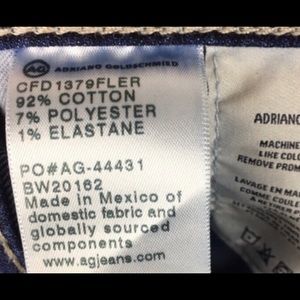 AG ADRIANO GOLDSCHMIED
CFD1379FLER
92% COTTON
7% POLYESTER
1% ELASTANE
PO#AG-44431
BW20162
Made in Mexico of
domestic fabric and
globally sourced
components
www.agjeans.com
ADRIANO
MACHINE
LIKE COLO
REMOVE PROM
LAVAGE EN MA
COMME COULE